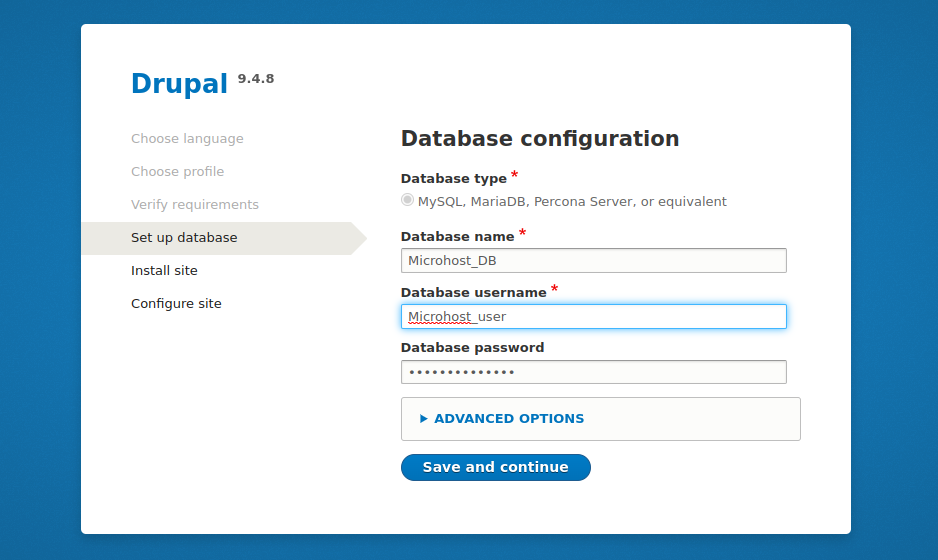 Drupal 9.4.8
Choose language
Choose profile
Verify requirements
Set up database
Install site
Configure site
Database configuration
Database type *
MySQL, MariaDB, Percona Server, or equivalent
Database name *
Microhost_DB
Database username *
Microhost_user
Database password
••••••••••••••
ADVANCED OPTIONS
Save and continue